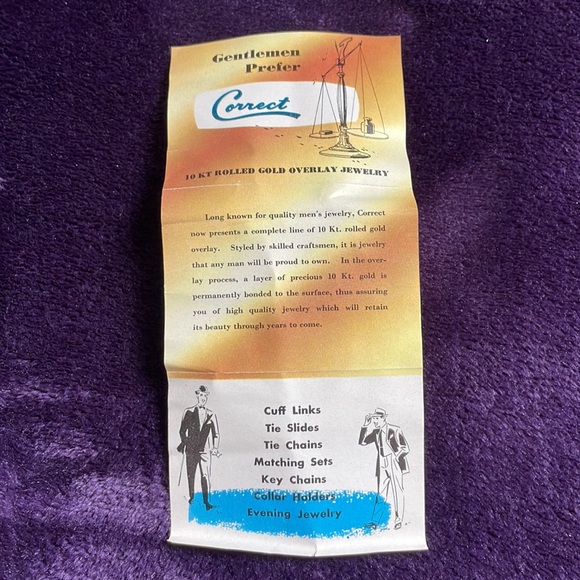 Gentlemen
Prefer
Correct
10 KT ROLLED GOLD OVERLAY JEWELRY
Long known for quality men's jewelry, Correct
now presents a complete line of 10 Kt. rolled gold
overlay. Styled by skilled craftsmen, it is jewelry
that any man will be proud to own. In the over-
lay process, a layer of precious 10 Kt. gold is
permanently bonded to the surface, thus assuring
you of high quality jewelry which will retain
its beauty through years to come.
Cuff Links
Tie Slides
Tie Chains
Matching Sets
Key Chains
Collar Holders
Evening Jewelry